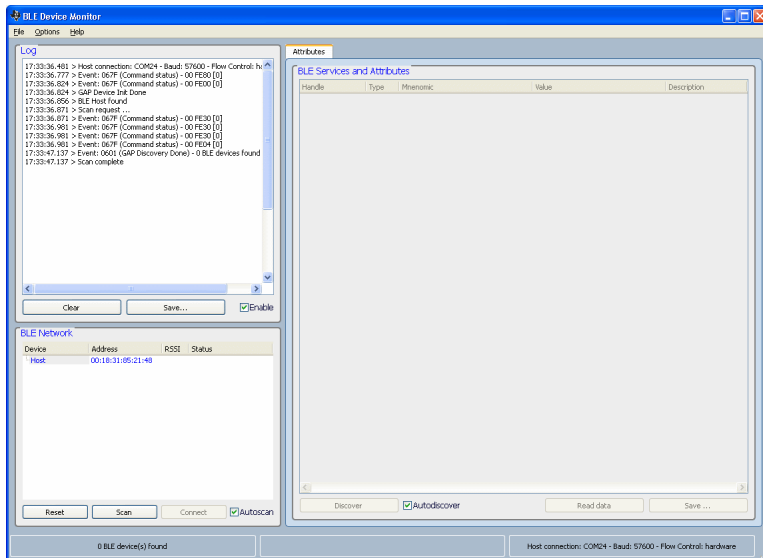 BLE Device Monitor
File Options Help
Log
17:33:36.481 > Host connection: COM24 - Baud: 57600 - Flow Control: ha
17:33:36.777 > Event: 067F (Command status) - 00 FE80 [0]
17:33:36.824 > Event: 067F (Command status) - 00 FE00 [0]
17:33:36.824 > GAP Device Init Done
17:33:36.856 > BLE Host found
17:33:36.871 > Scan request ...
17:33:36.871 > Event: 067F (Command status) - 00 FE30 [0]
17:33:36.981 > Event: 067F (Command status) - 00 FE30 [0]
17:33:36.981 > Event: 067F (Command status) - 00 FE30 [0]
17:33:36.981 > Event: 067F (Command status) - 00 FE04 [0]
17:33:47.137 > Event: 0601 (GAP Discovery Done) - 0 BLE devices found
17:33:47.137 > Scan complete
Clear Save... Enable
BLE Network
Device Address RSSI Status
Host 00:18:31:85:21:48
Reset Scan Connect Autoscan
Attributes
BLE Services and Attributes
Handle Type Mnenomic Value Description
Discover Autodiscover Read data Save ...
0 BLE device(s) found
Host connection: COM24 - Baud: 57600 - Flow Control: hardware